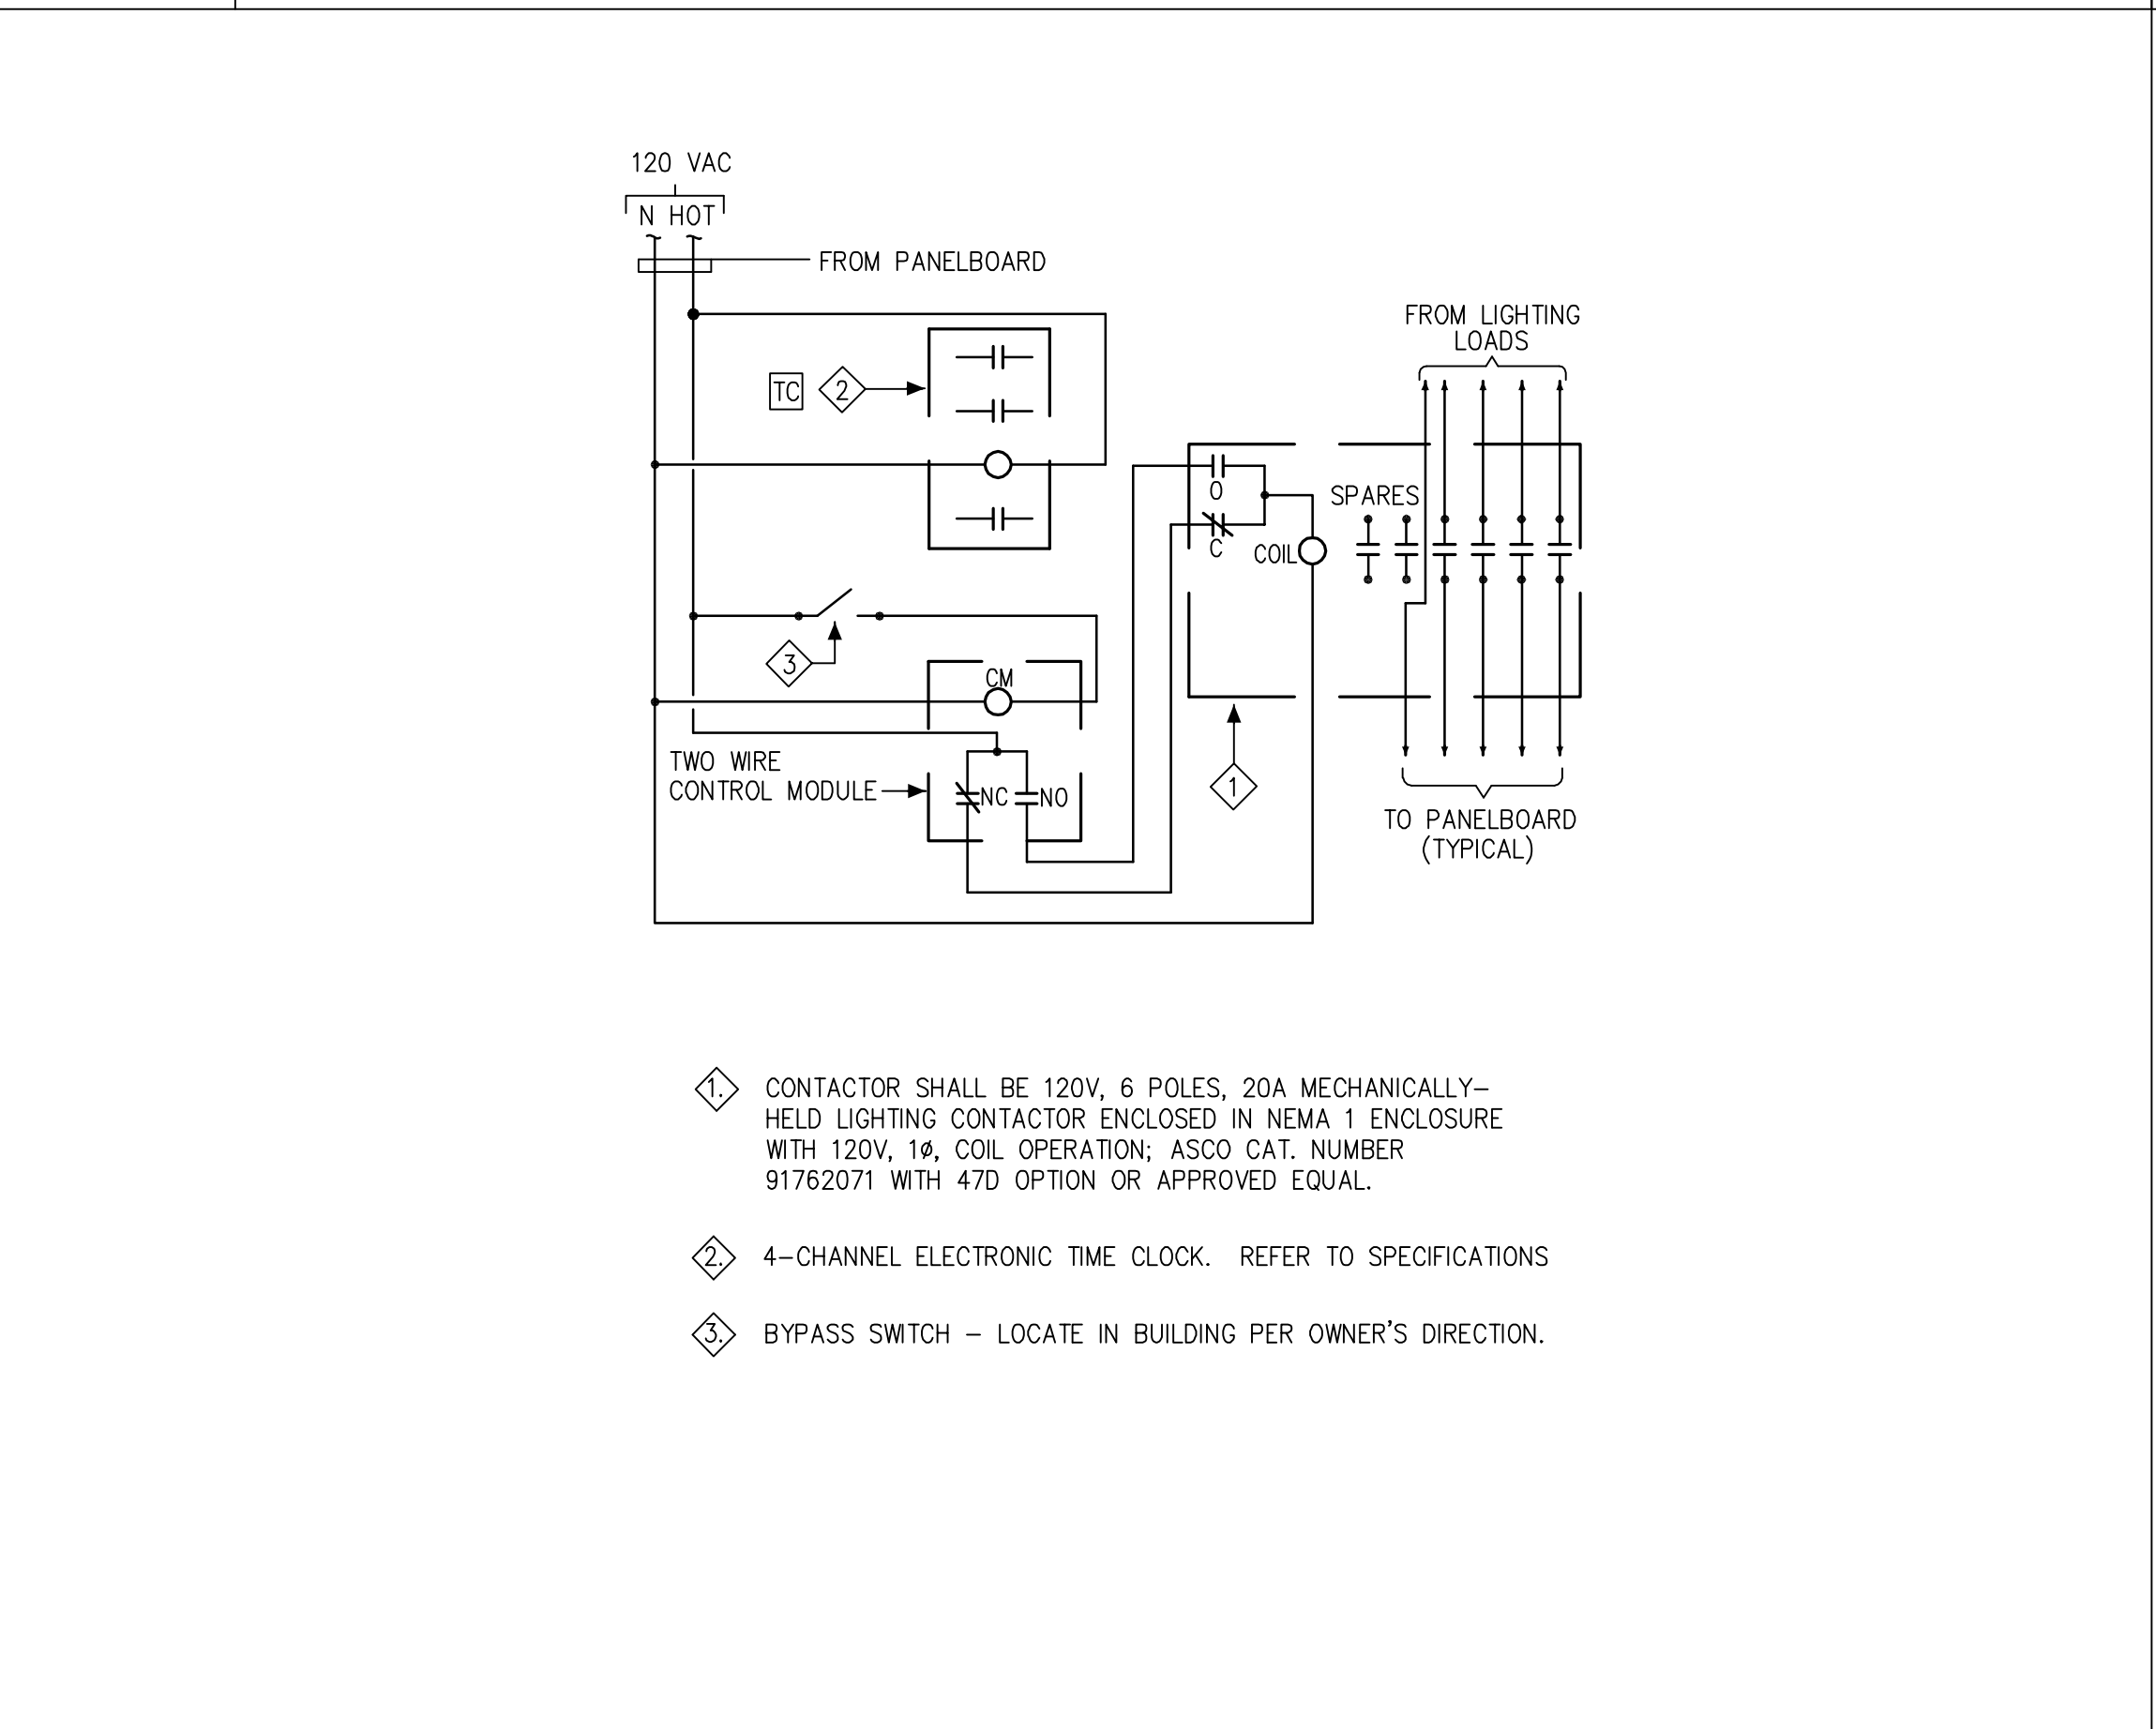 120 VAC
N HOT
FROM PANELBOARD
FROM LIGHTING
LOADS
TC
2
O
SPARES
C
COIL
3
CM
TWO WIRE
CONTROL MODULE
NC
NO
1
TO PANELBOARD
(TYPICAL)
1. CONTACTOR SHALL BE 120V, 6 POLES, 20A MECHANICALLY-
HELD LIGHTING CONTACTOR ENCLOSED IN NEMA 1 ENCLOSURE
WITH 120V, 1ø, COIL OPERATION; ASCO CAT. NUMBER
91762071 WITH 47D OPTION OR APPROVED EQUAL.
2. 4-CHANNEL ELECTRONIC TIME CLOCK. REFER TO SPECIFICATIONS
3. BYPASS SWITCH - LOCATE IN BUILDING PER OWNER'S DIRECTION.